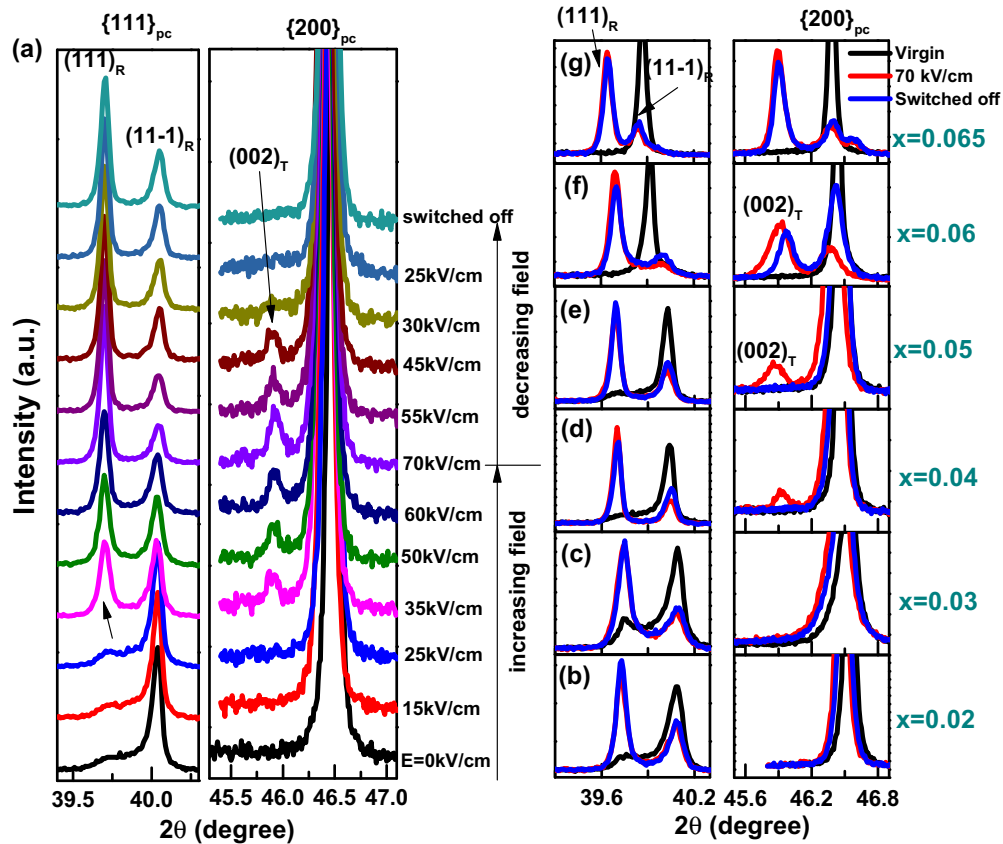 (a)
{111}pc
{200}pc
(111)R
(11-1)R
(002)T
switched off
25kV/cm
30kV/cm
45kV/cm
55kV/cm
70kV/cm
60kV/cm
50kV/cm
35kV/cm
25kV/cm
15kV/cm
E=0kV/cm
decreasing field
increasing field
Intensity (a.u.)
39.5 40.0
45.5 46.0 46.5 47.0
2θ (degree)
(111)R
{200}pc
(g)
(11-1)R
Virgin
70 kV/cm
Switched off
x=0.065
(f)
(002)T
x=0.06
(e)
(002)T
x=0.05
(d)
x=0.04
(c)
x=0.03
(b)
x=0.02
39.6 40.2
45.6 46.2 46.8
2θ (degree)